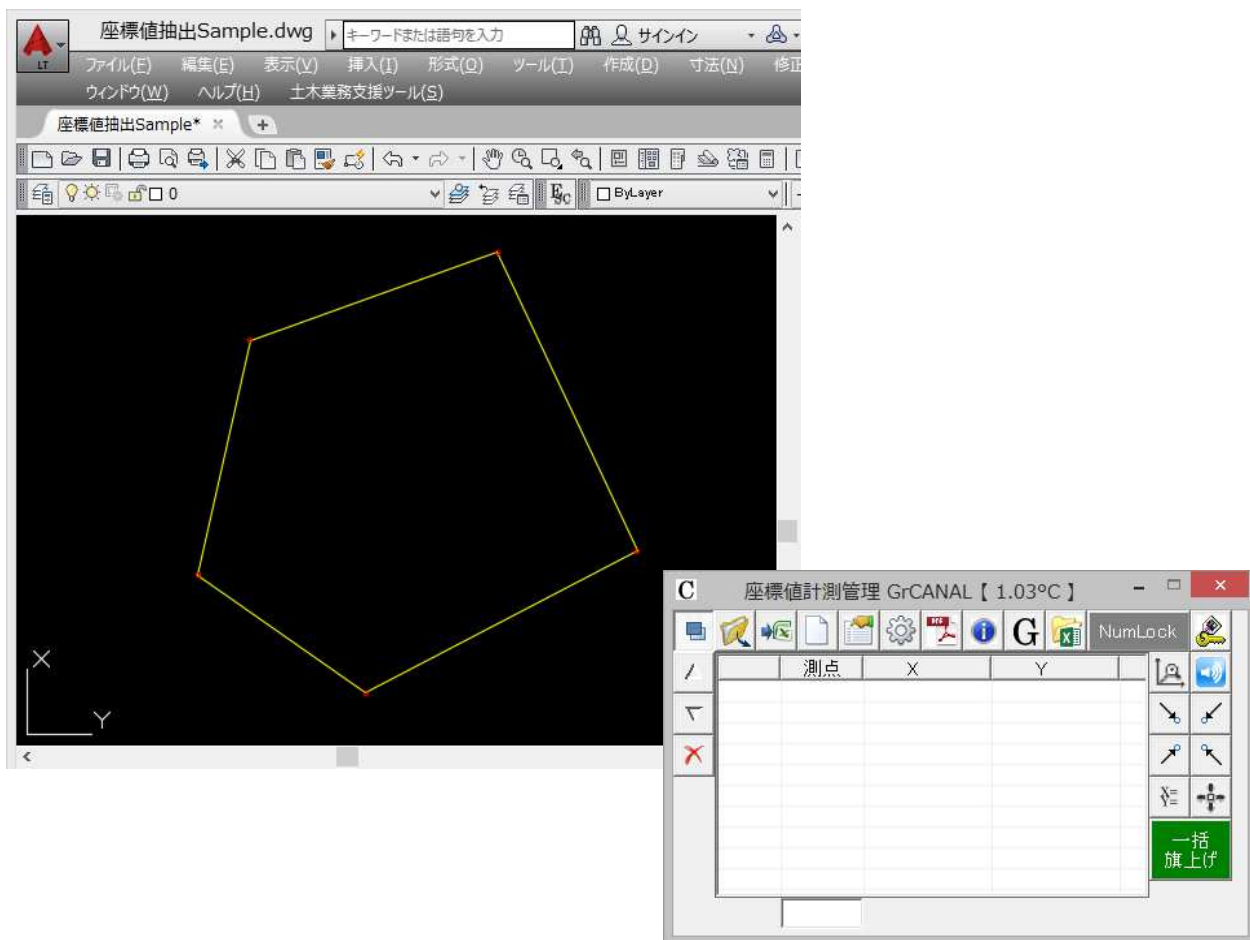 座標値抽出Sample.dwg
キーワードまたは語句を入力
サインイン
LT
ファイル(F) 編集(E) 表示(V) 挿入(I) 形式(O) ツール(T) 作成(D) 寸法(N) 修正
ウィンドウ(W) ヘルプ(H) 土木業務支援ツール(S)
座標値抽出Sample*
0
ByLayer
X
Y
C 座標値計測管理 GrCANAL【 1.03ºC 】
G
NumLock
測点 X Y
X=
Y=
一括
旗上げ